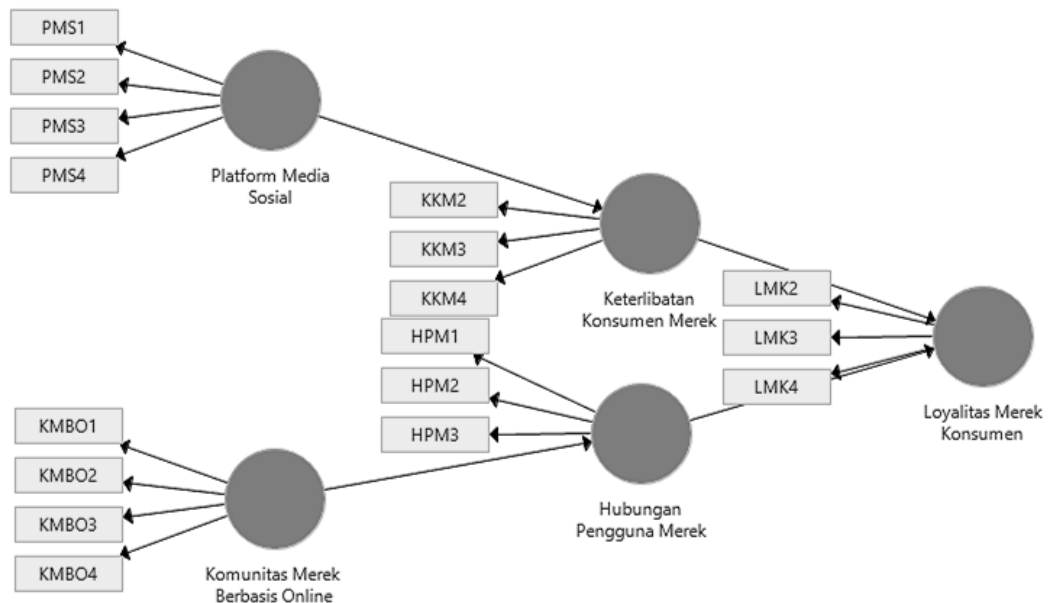 PMS1
PMS2
PMS3
PMS4
Platform Media
Sosial
KKM2
KKM3
KKM4
Keterlibatan
Konsumen Merek
HPM1
HPM2
HPM3
Hubungan
Pengguna Merek
LMK2
LMK3
LMK4
Loyalitas Merek
Konsumen
KMBO1
KMBO2
KMBO3
KMBO4
Komunitas Merek
Berbasis Online